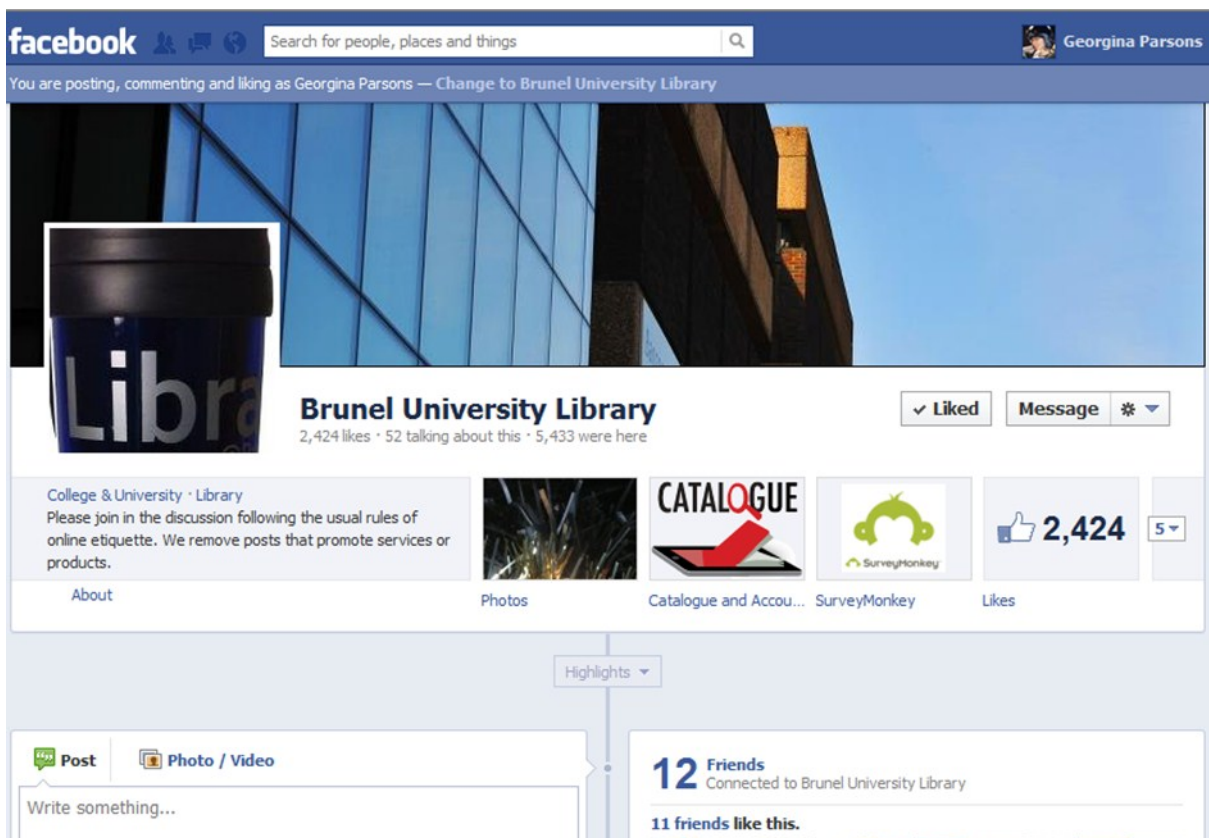 facebook
Search for people, places and things
Georgina Parsons
You are posting, commenting and liking as Georgina Parsons — Change to Brunel University Library
Libra
Brunel University Library
2,424 likes · 52 talking about this · 5,433 were here
✓ Liked
Message
College & University · Library
Please join in the discussion following the usual rules of
online etiquette. We remove posts that promote services or
products.
About
CATALOGUE
SurveyMonkey
2,424
5
Photos
Catalogue and Accou...
SurveyMonkey
Likes
Highlights
Post
Photo / Video
Write something...
12 Friends
Connected to Brunel University Library
11 friends like this.